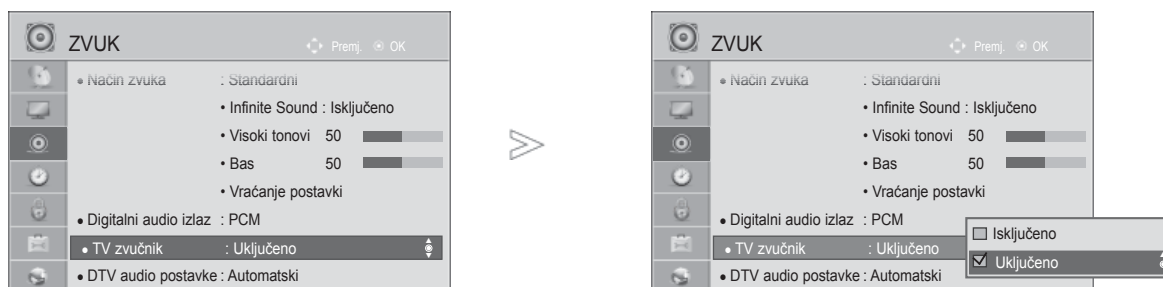 ZVUK
Premj. OK
• Način zvuka : Standardni
• Infinite Sound : Isključeno
• Visoki tonovi 50
• Bas 50
• Vraćanje postavki
• Digitalni audio izlaz : PCM
• TV zvučnik : Uključeno
• DTV audio postavke : Automatski
>
ZVUK
Premj. OK
• Način zvuka : Standardni
• Infinite Sound : Isključeno
• Visoki tonovi 50
• Bas 50
• Vraćanje postavki
• Digitalni audio izlaz : PCM
• TV zvučnik : Uključeno
• DTV audio postavke : Automatski
Isključeno
Uključeno